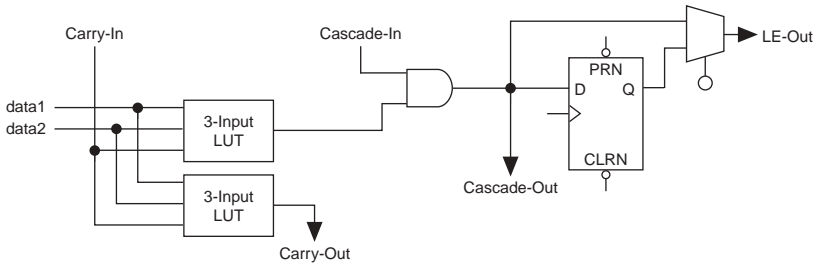 Carry-In
Cascade-In
LE-Out
PRN
D
Q
data1
data2
3-Input
LUT
CLRN
Cascade-Out
3-Input
LUT
Carry-Out